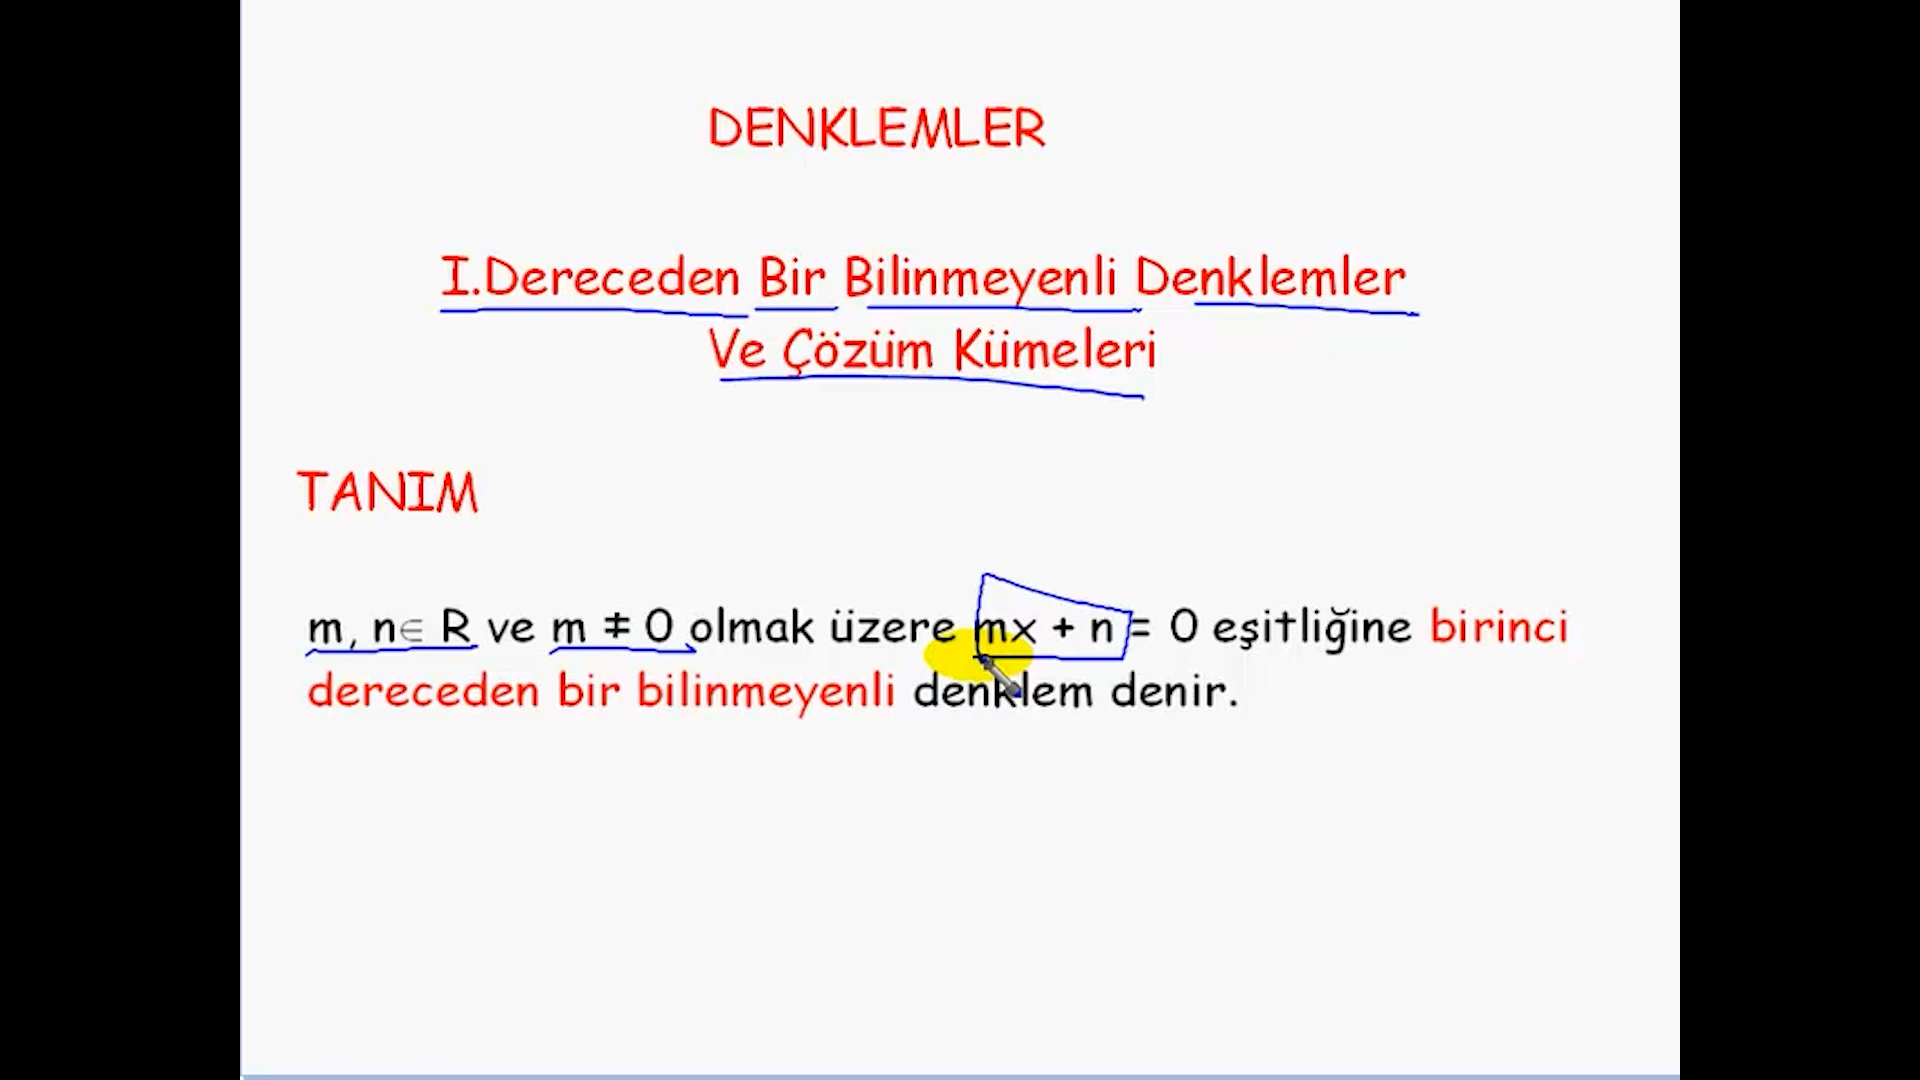 DENKLEMLER
I.Dereceden Bir Bilinmeyenli Denklemler
Ve Çözüm Kümeleri
TANIM
m, n∈ R ve m ≠ 0 olmak üzere mx + n = 0 eşitliğine birinci
dereceden bir bilinmeyenli denklem denir.